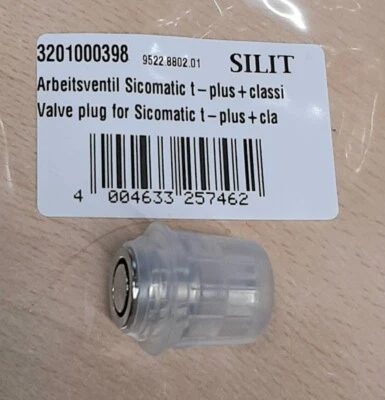 3201000398 9522.8802.01 SILIT
Arbeitsventil Sicomatic t-plus+classi
Valve plug for Sicomatic t-plus+cla
4 004633 257462